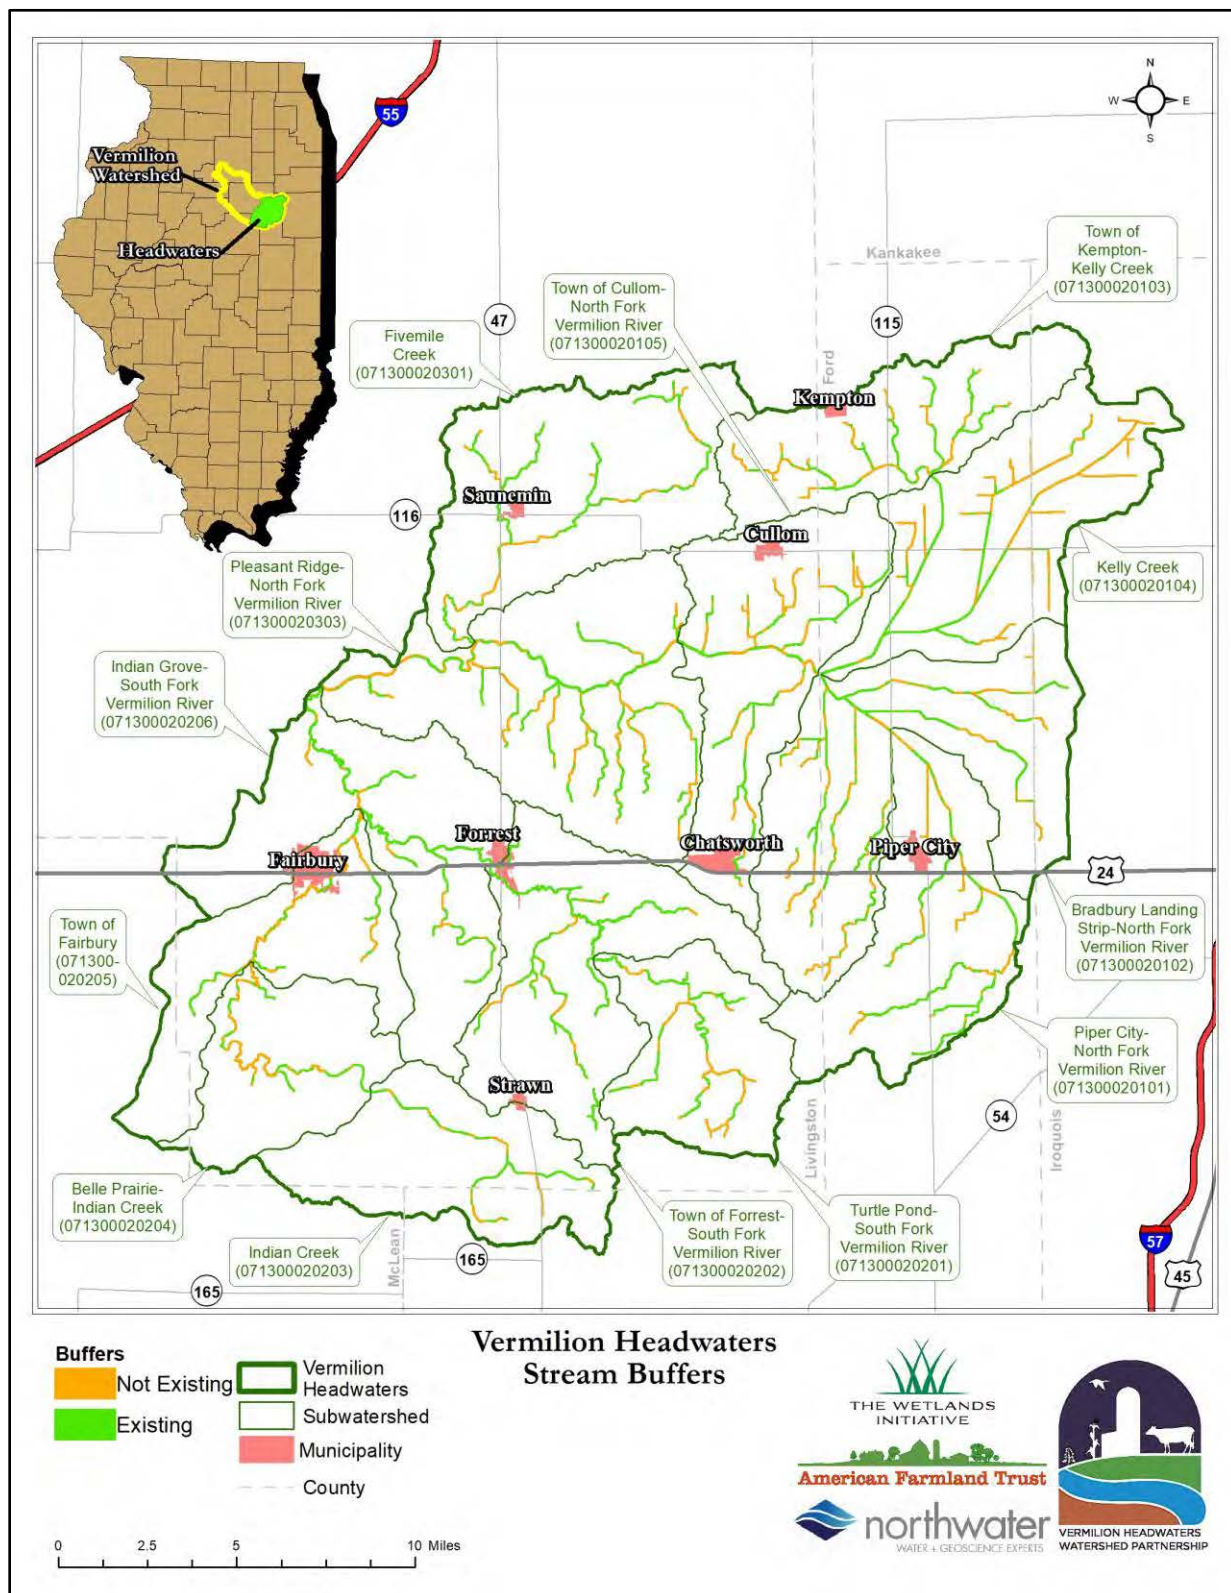 55
N
W
E
S
Vermilion
Watershed
Headwaters
Kankakee
Town of
Kempton-
Kelly Creek
(071300020103)
Town of Cullom-
North Fork
Vermilion River
(071300020105)
47
115
Fivemile
Creek
(071300020301)
Ford
Kempton
Saunemin
116
Cullom
Pleasant Ridge-
North Fork
Vermilion River
(071300020303)
Kelly Creek
(071300020104)
Indian Grove-
South Fork
Vermilion River
(071300020206)
Forrest
Chatsworth
Piper City
Fairbury
24
Town of
Fairbury
(071300-
020205)
Bradbury Landing
Strip-North Fork
Vermilion River
(071300020102)
Piper City-
North Fork
Vermilion River
(071300020101)
Strawn
54
Livingston
Iroquois
Belle Prairie-
Indian Creek
(071300020204)
Indian Creek
(071300020203)
McLean
165
165
Town of Forrest-
South Fork
Vermilion River
(071300020202)
Turtle Pond-
South Fork
Vermilion River
(071300020201)
57
45
Vermilion Headwaters
Stream Buffers
Buffers
Not Existing
Existing
Vermilion
Headwaters
Subwatershed
Municipality
County
0 2.5 5 10 Miles
THE WETLANDS
INITIATIVE
American Farmland Trust
northwater
WATER + GEOSCIENCE EXPERTS
VERMILION HEADWATERS
WATERSHED PARTNERSHIP